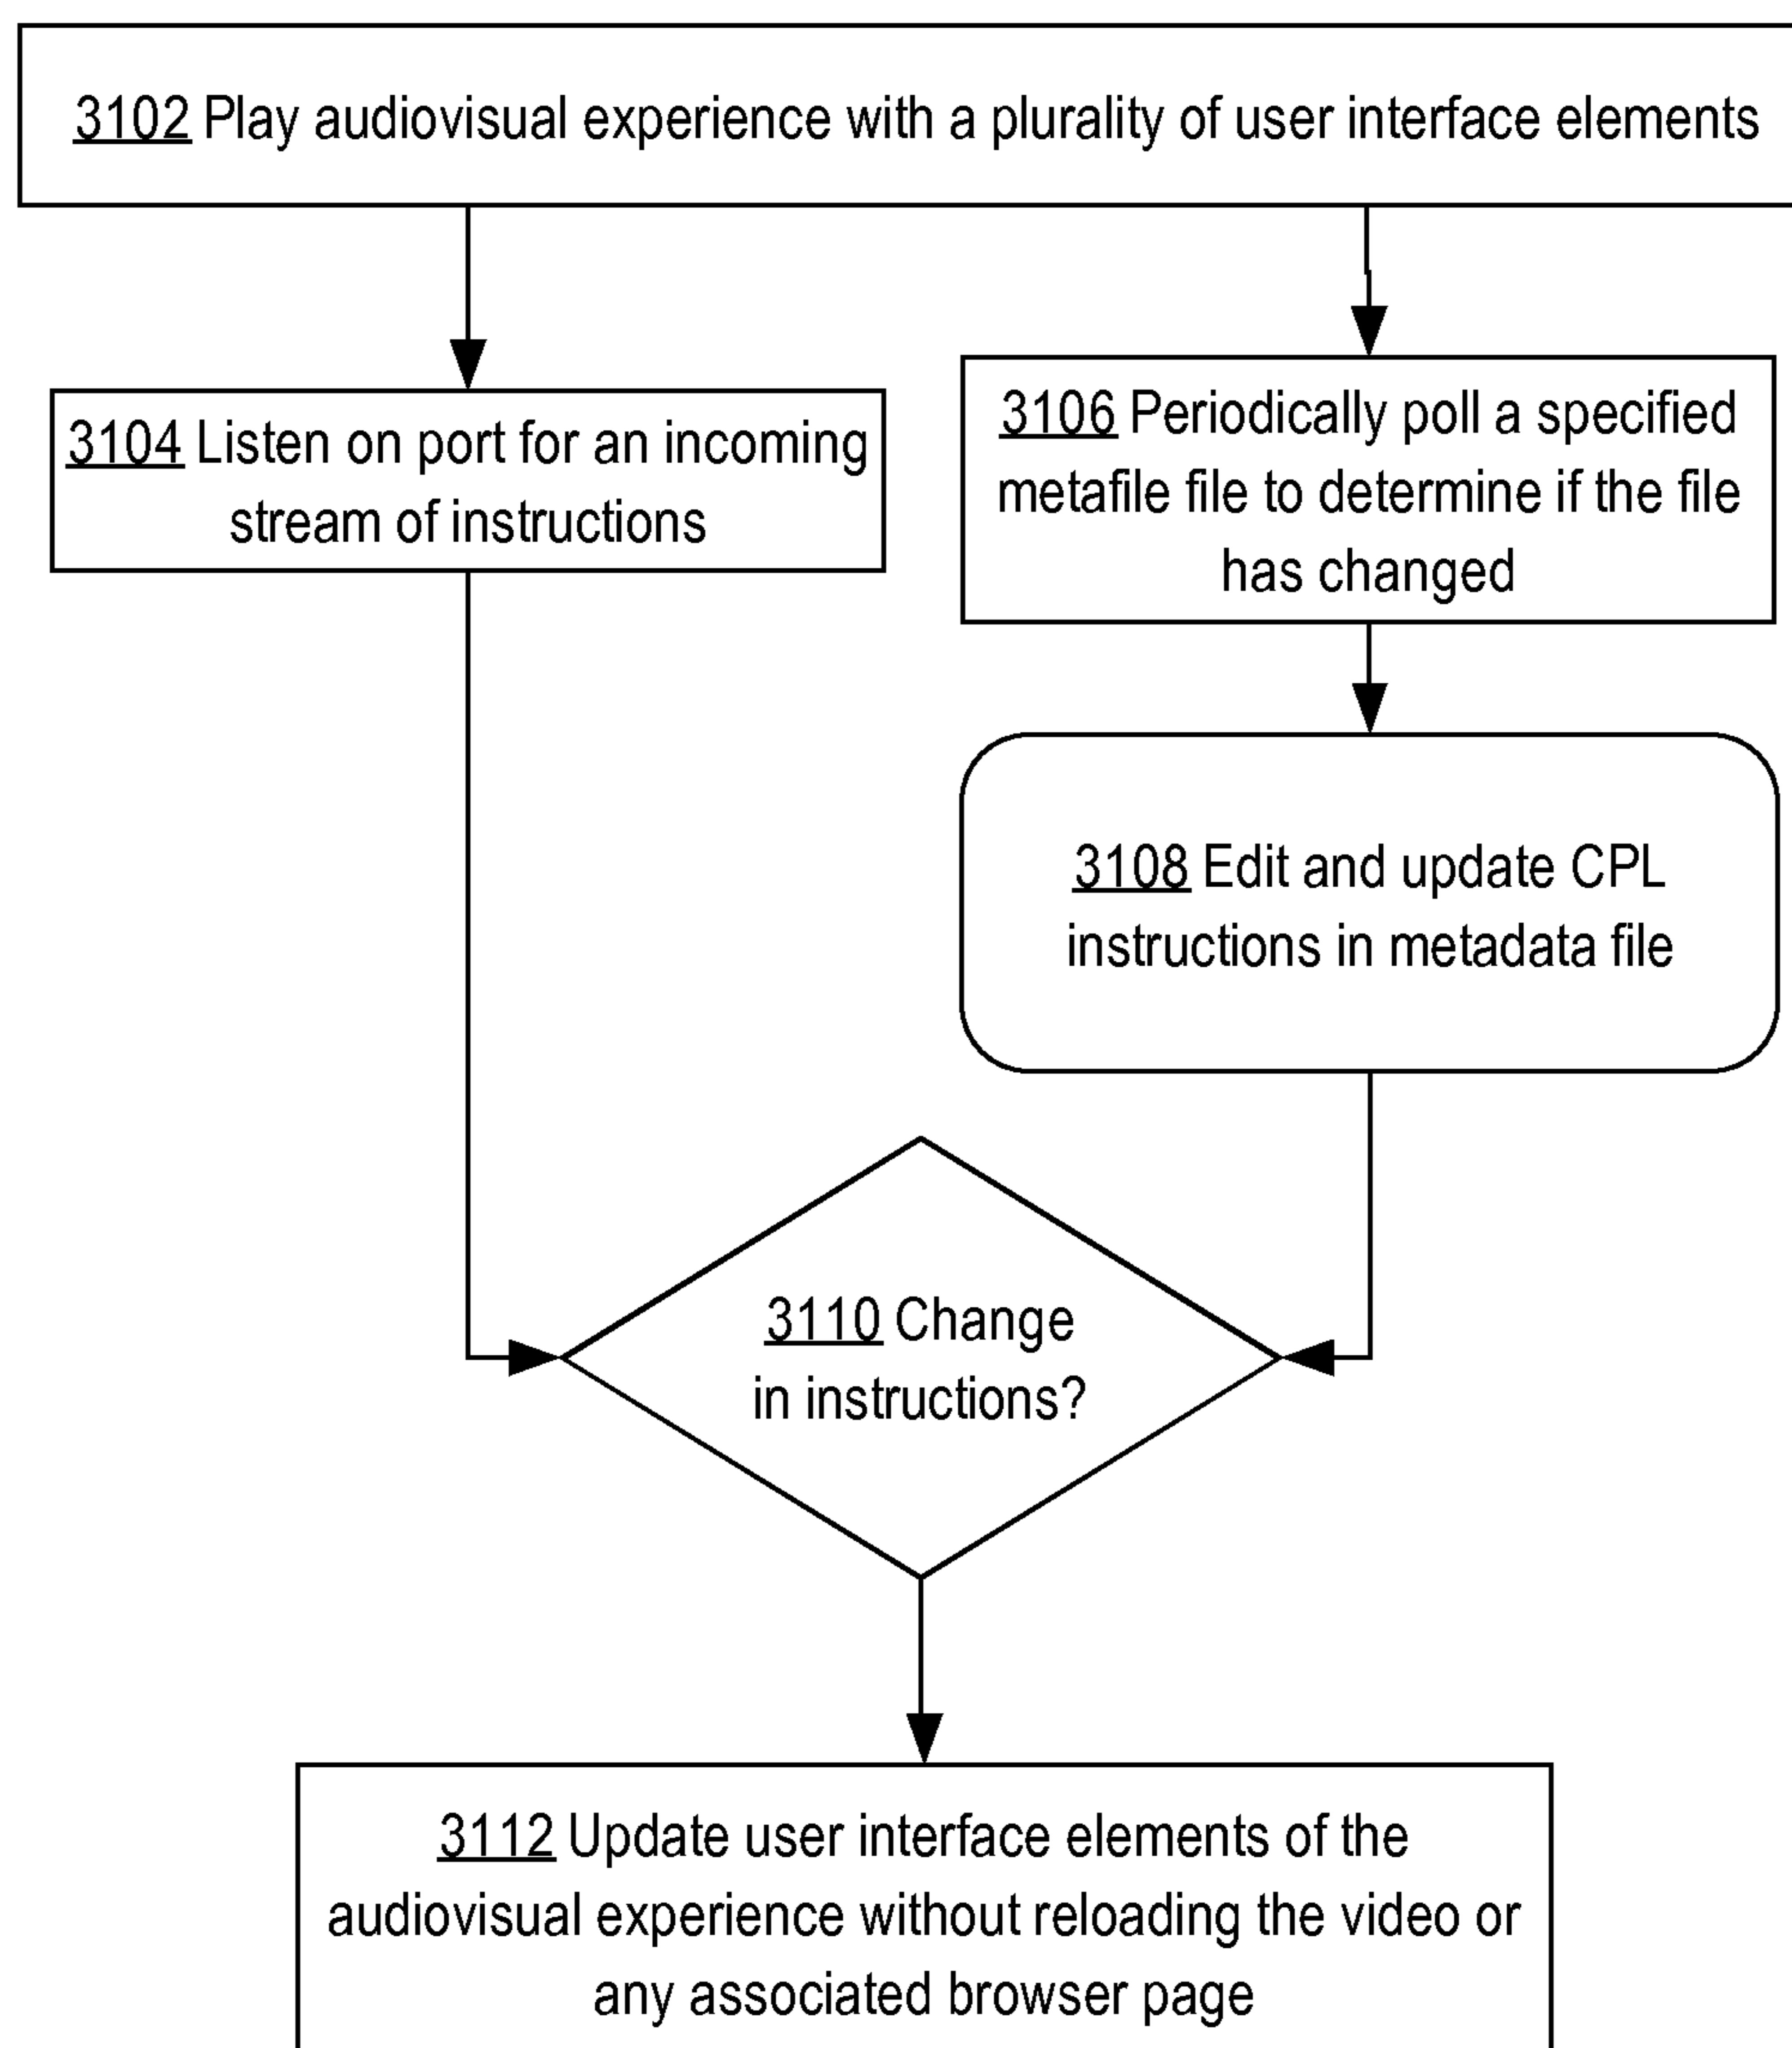 3102 Play audiovisual experience with a plurality of user interface elements
3104 Listen on port for an incoming
stream of instructions
3106 Periodically poll a specified
metafile file to determine if the file
has changed
3108 Edit and update CPL
instructions in metadata file
3110 Change
in instructions?
3112 Update user interface elements of the
audiovisual experience without reloading the video or
any associated browser page